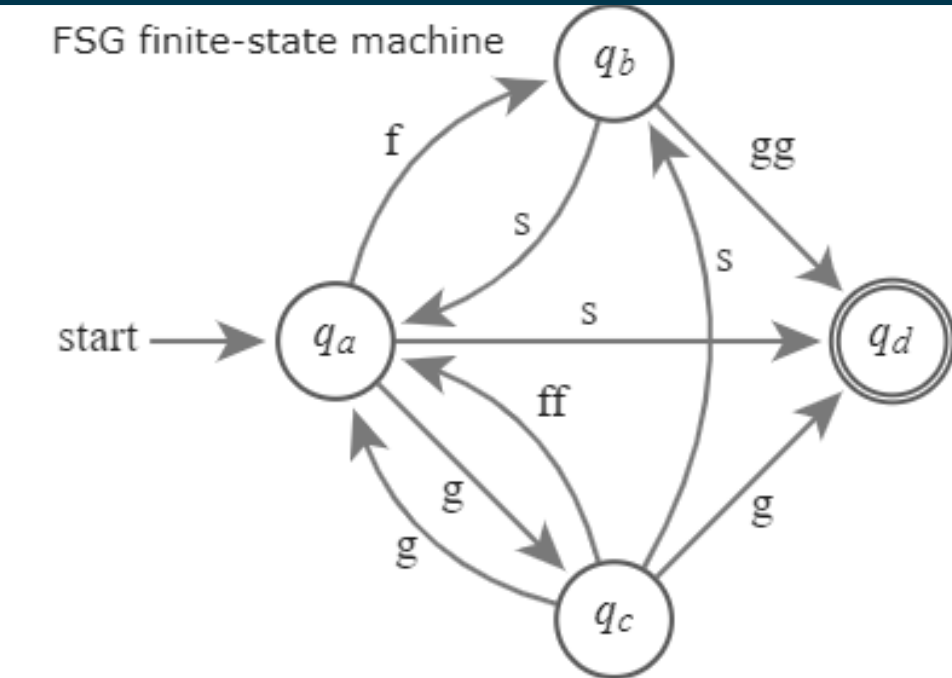 FSG finite-state machine
q_b
f
gg
s
s
start
q_a
s
q_d
ff
g
g
g
q_c